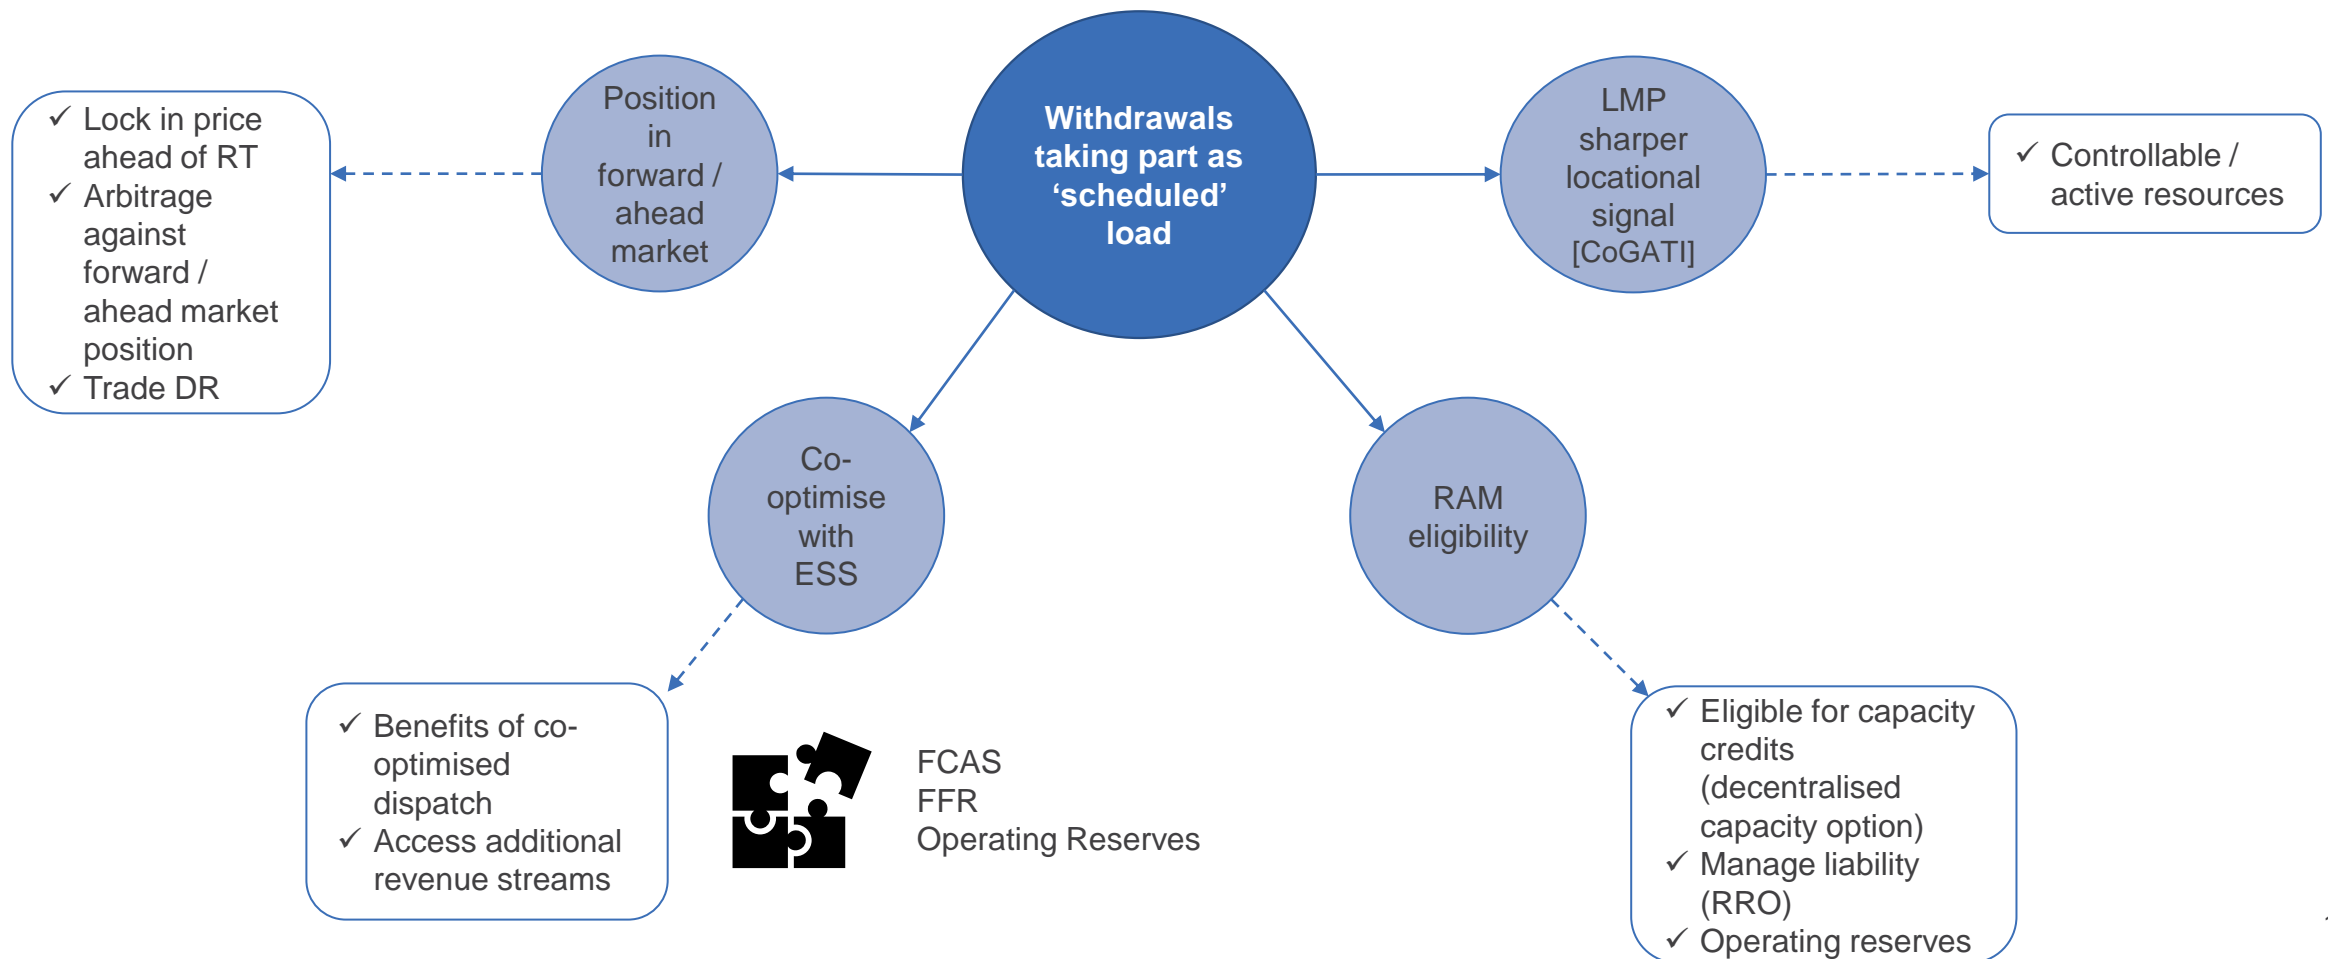 ✓ Lock in price
ahead of RT
✓ Arbitrage
against
forward /
ahead market
position
✓ Trade DR
Position
in
forward /
ahead
market
Withdrawals
taking part as
‘scheduled’
load
LMP
sharper
locational
signal
[CoGATI]
✓ Controllable /
active resources
Co-
optimise
with
ESS
RAM
eligibility
✓ Benefits of co-
optimised
dispatch
✓ Access additional
revenue streams
FCAS
FFR
Operating Reserves
✓ Eligible for capacity
credits
(decentralised
capacity option)
✓ Manage liability
(RRO)
✓ Operating reserves